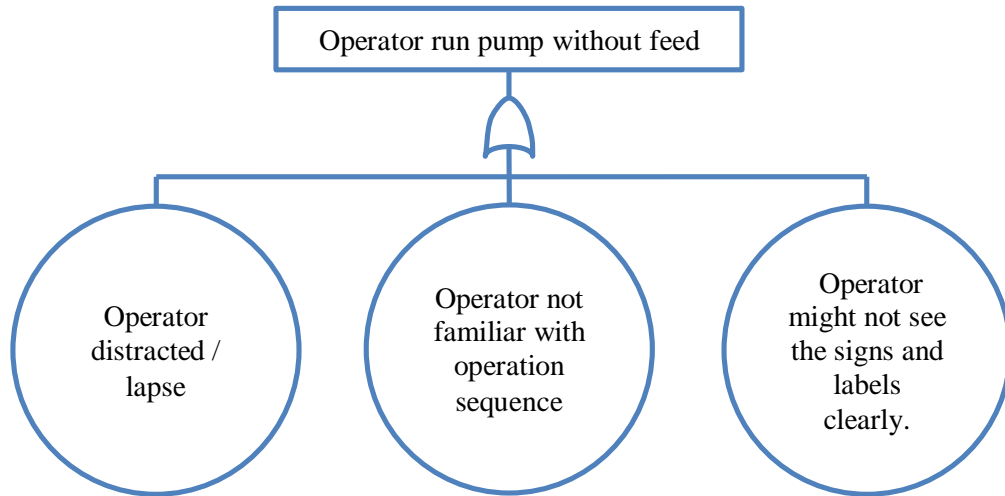 Operator run pump without feed
Operator
distracted /
lapse
Operator not
familiar with
operation
sequence
Operator
might not see
the signs and
labels
clearly.